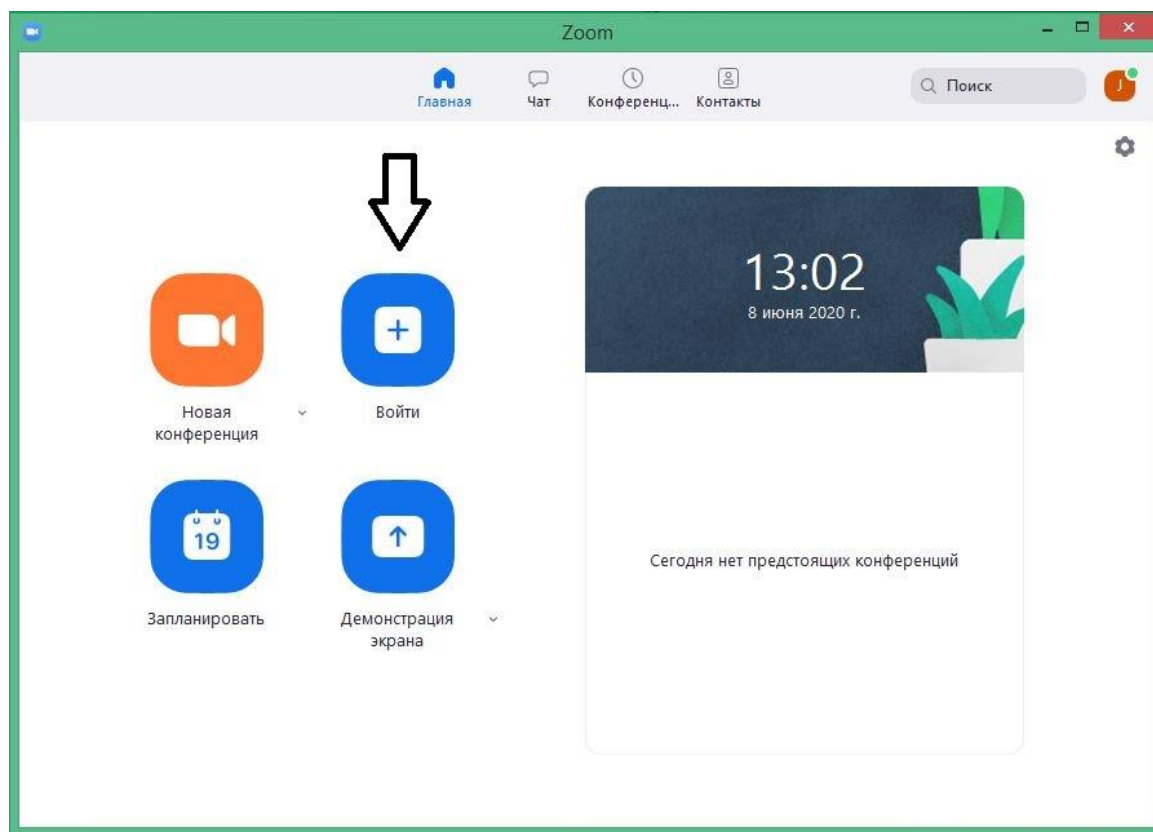 Zoom
Главная
Чат
Конференц...
Контакты
Поиск
J
13:02
8 июня 2020 г.
Новая
конференция
Войти
19
Запланировать
Демонстрация
экрана
Сегодня нет предстоящих конференций